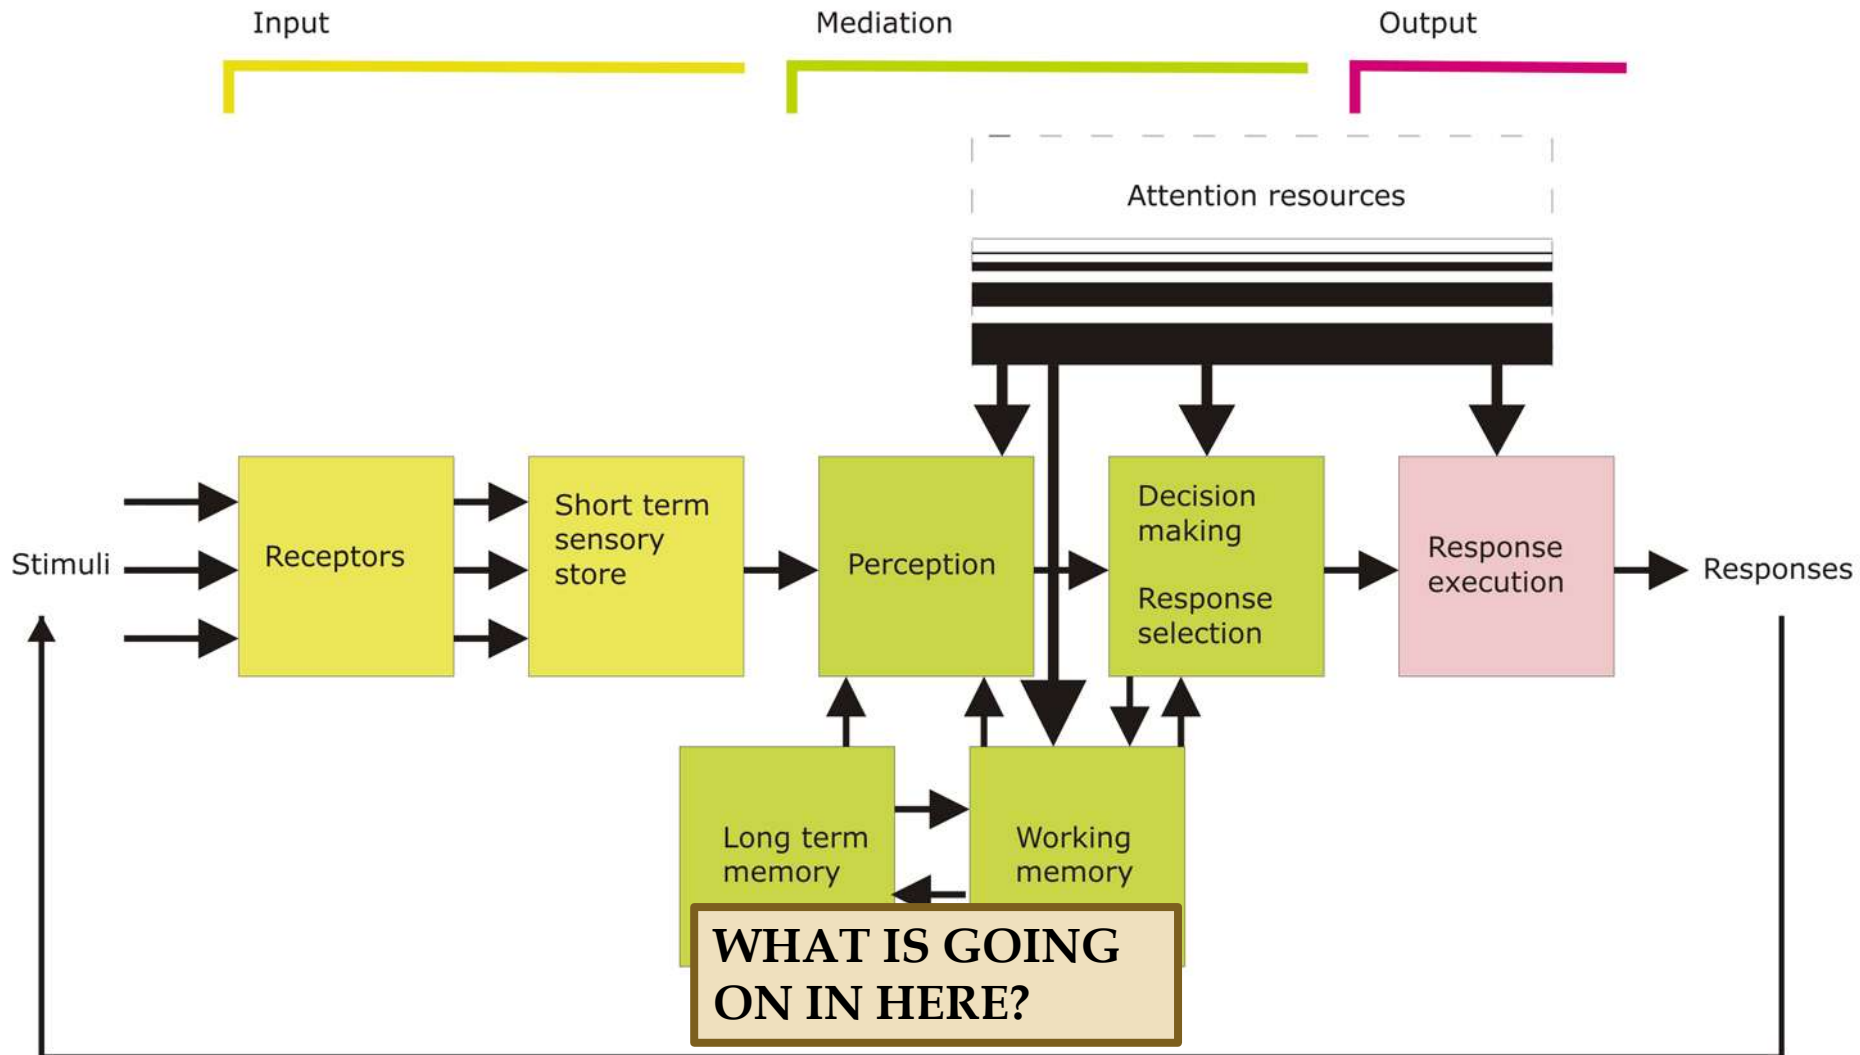 Input
Mediation
Output
Attention resources
Stimuli
Receptors
Short term
sensory
store
Perception
Decision
making
Response
selection
Response
execution
Responses
Long term
memory
Working
memory
WHAT IS GOING
ON IN HERE?